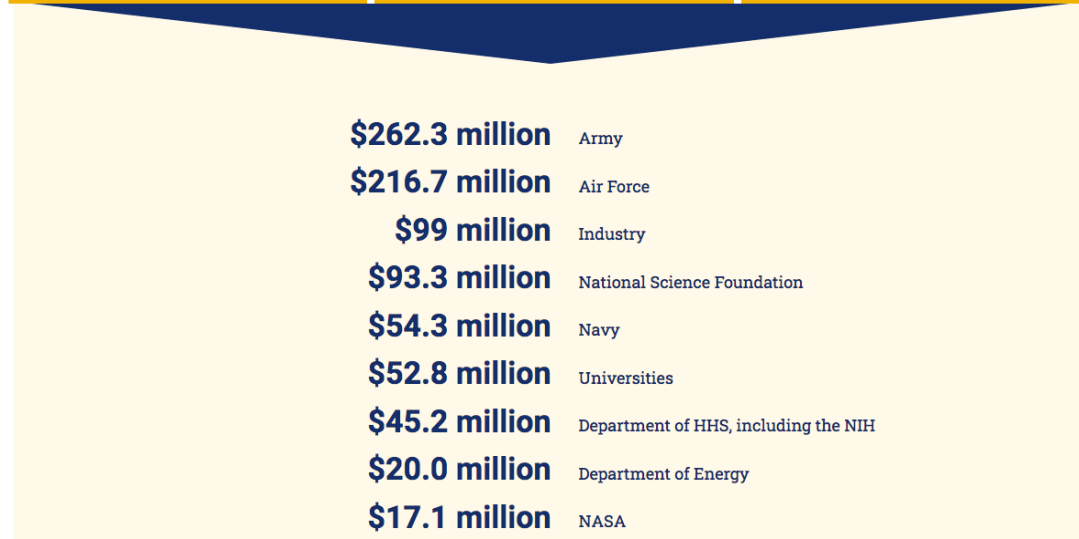 $262.3 million Army
$216.7 million Air Force
$99 million Industry
$93.3 million National Science Foundation
$54.3 million Navy
$52.8 million Universities
$45.2 million Department of HHS, including the NIH
$20.0 million Department of Energy
$17.1 million NASA